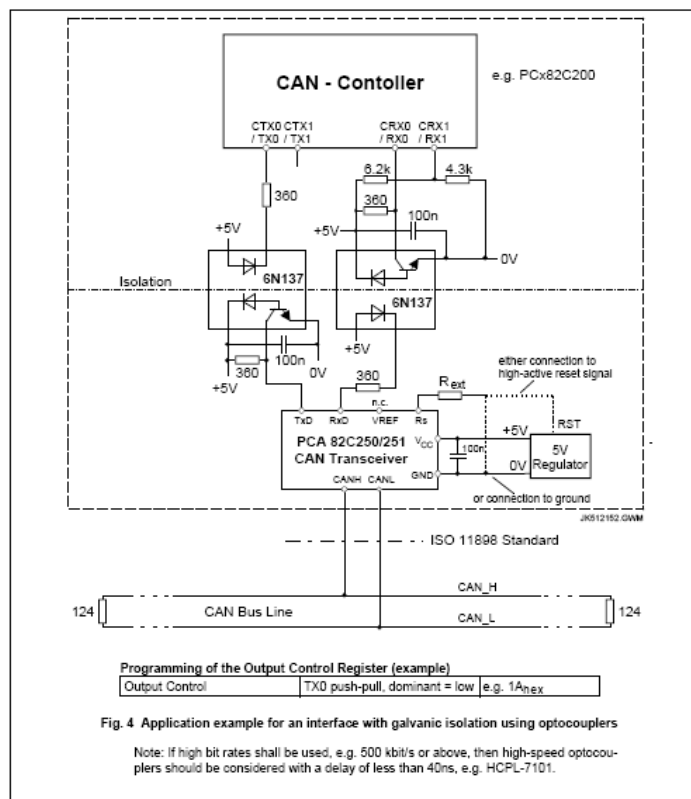 CAN - Contoller
e.g. PCx82C200
CTX0 CTX1
/ TX0 / TX1
CRX0 CRX1
/ RX0 / RX1
6.2k
4.3k
360
360
100n
+5V
+5V
0V
6N137
Isolation
6N137
100n
+5V
360
0V
+5V
360
either connection to
high-active reset signal
Rext
n.c.
TxD RxD VREF Rs
RST
PCA 82C250/251
CAN Transceiver
VCC
+5V
100n
5V
Regulator
GND
0V
CANH CANL
or connection to ground
JK512152.GWM
ISO 11898 Standard
CAN_H
124
CAN Bus Line
124
CAN_L
Programming of the Output Control Register (example)
Output Control TX0 push-pull, dominant = low e.g. 1Ahex
Fig. 4 Application example for an interface with galvanic isolation using optocouplers
Note: If high bit rates shall be used, e.g. 500 kbit/s or above, then high-speed optocou-
plers should be considered with a delay of less than 40ns, e.g. HCPL-7101.